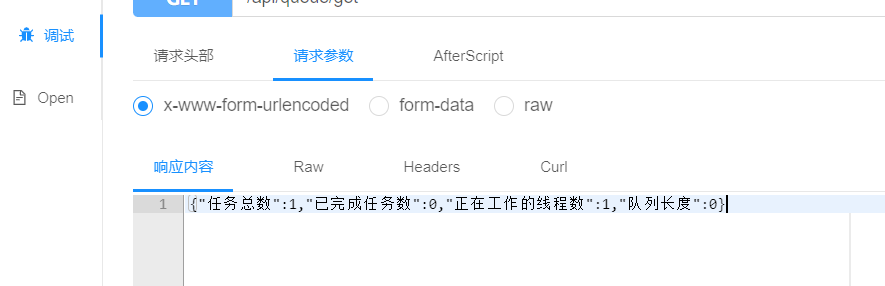 GET /api/queue/get
调试
请求头部 请求参数 AfterScript
Open
x-www-form-urlencoded form-data raw
响应内容 Raw Headers Curl
1 {"任务总数":1,"已完成任务数":0,"正在工作的线程数":1,"队列长度":0}